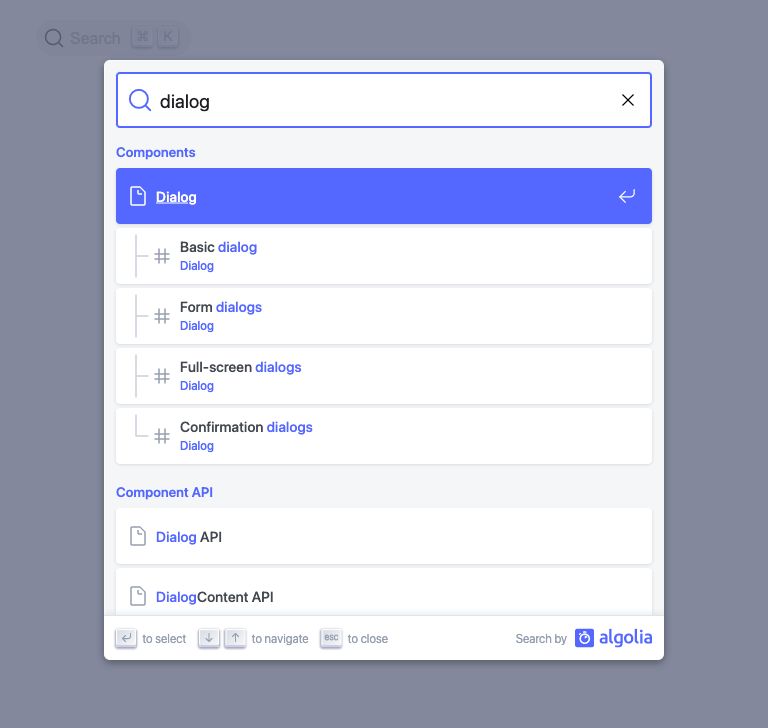 Search ⌘ K
dialog
Components
Dialog
Basic dialog
Dialog
Form dialogs
Dialog
Full-screen dialogs
Dialog
Confirmation dialogs
Dialog
Component API
Dialog API
DialogContent API
to select to navigate esc to close Search by algolia